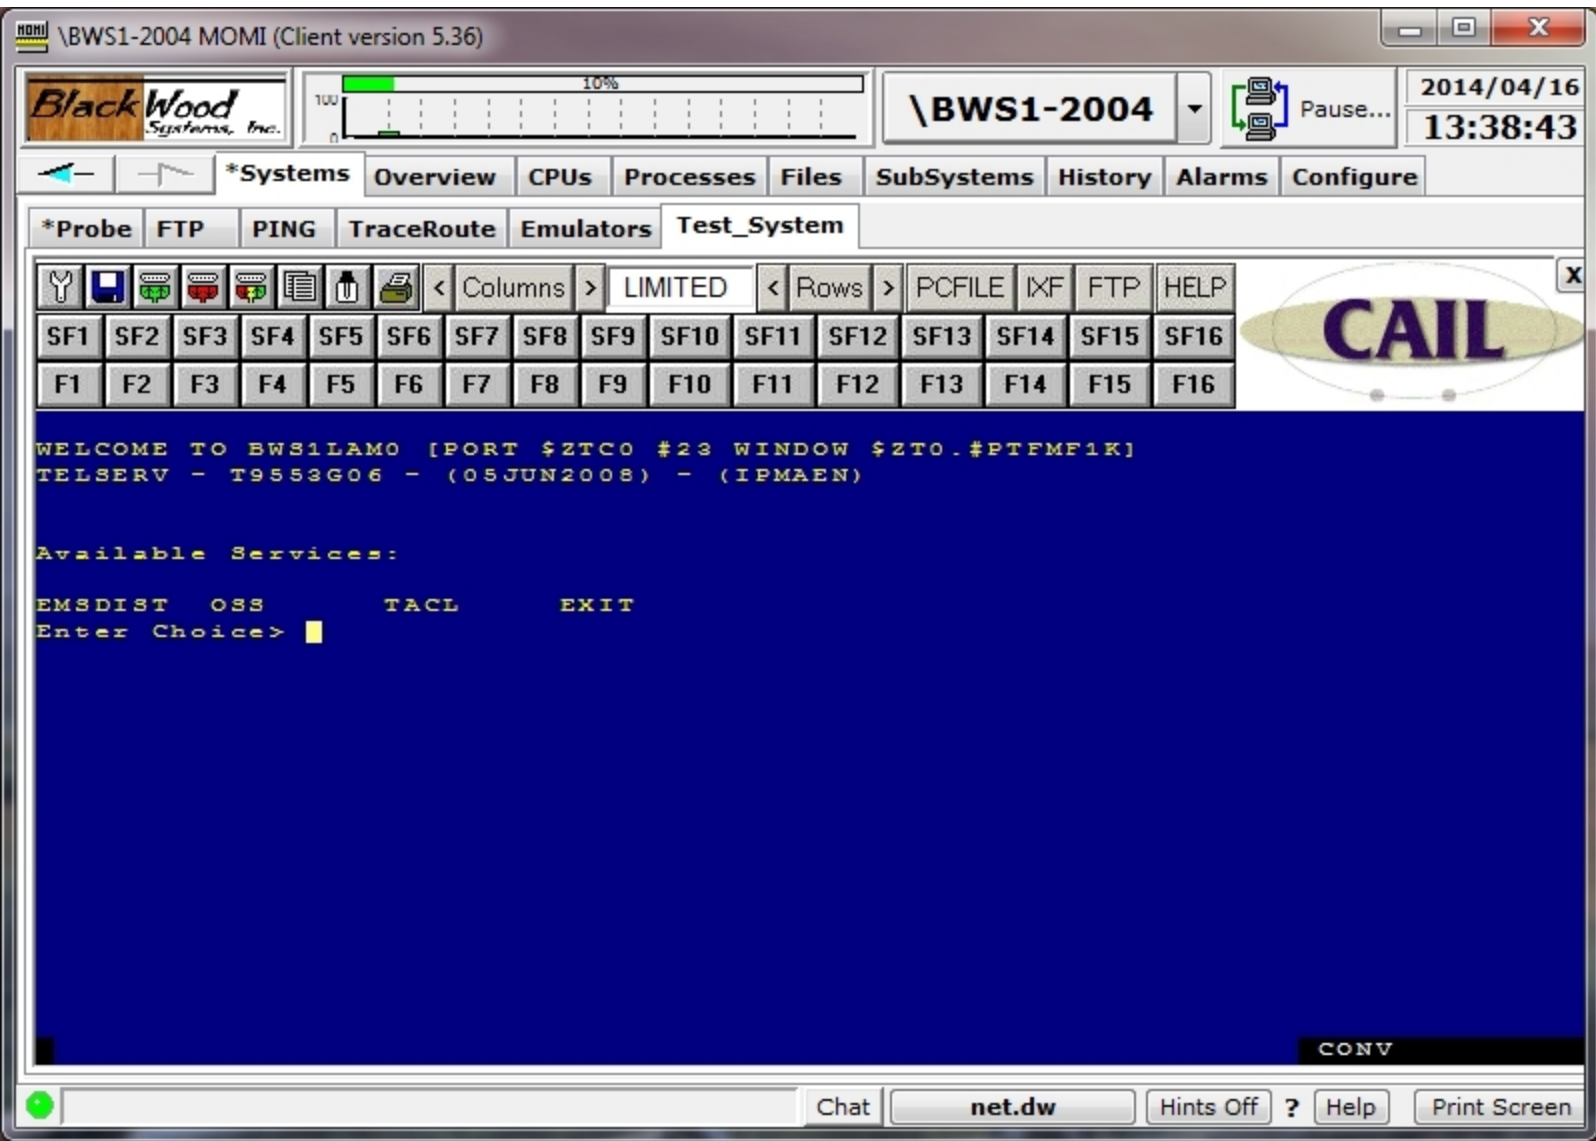 \BWS1-2004 MOMI (Client version 5.36)
BlackWood
Systems, Inc.
10%
100
0
\BWS1-2004
Pause...
2014/04/16
13:38:43
*Systems Overview CPUs Processes Files SubSystems History Alarms Configure
*Probe FTP PING TraceRoute Emulators Test_System
< Columns > LIMITED < Rows > PCFILE IXF FTP HELP
X
CAIL
SF1 SF2 SF3 SF4 SF5 SF6 SF7 SF8 SF9 SF10 SF11 SF12 SF13 SF14 SF15 SF16
F1 F2 F3 F4 F5 F6 F7 F8 F9 F10 F11 F12 F13 F14 F15 F16
WELCOME TO BWS1LAM0 [PORT $ZTC0 #23 WINDOW $ZT0.#PTFMF1K]
TELSERV - T9553G06 - (05JUN2008) - (IPMAEN)
Available Services:
EMSDIST OSS TACL EXIT
Enter Choice>
CONV
Chat net.dw Hints Off ? Help Print Screen